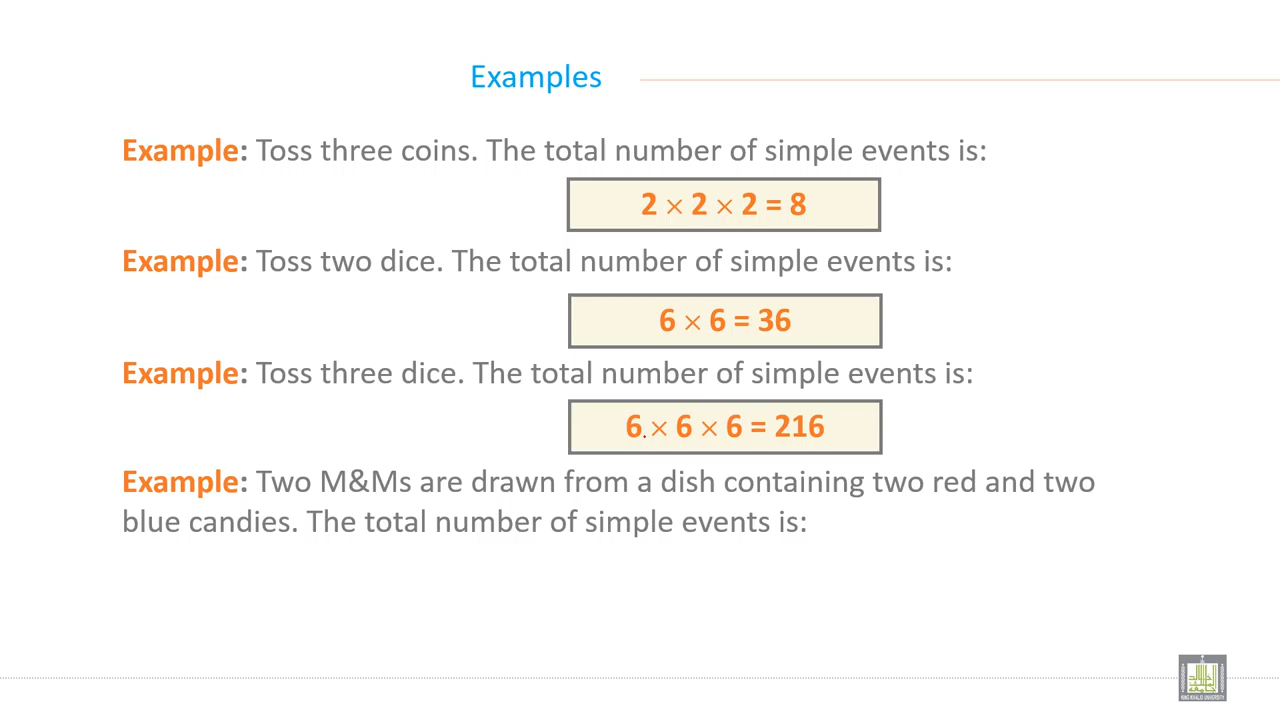 Examples
Example: Toss three coins. The total number of simple events is:
2 × 2 × 2 = 8
Example: Toss two dice. The total number of simple events is:
6 × 6 = 36
Example: Toss three dice. The total number of simple events is:
6 × 6 × 6 = 216
Example: Two M&Ms are drawn from a dish containing two red and two
blue candies. The total number of simple events is:
KING KHALID UNIVERSITY